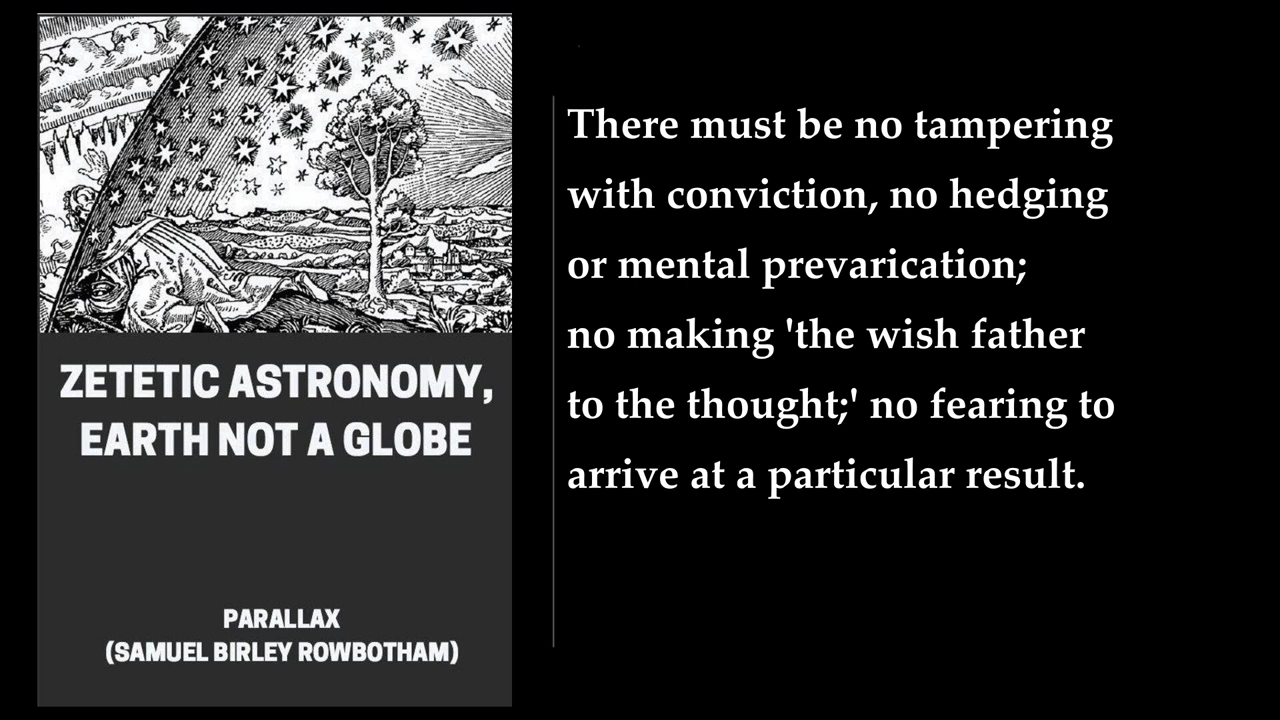 ZETETIC ASTRONOMY,
EARTH NOT A GLOBE
PARALLAX
(SAMUEL BIRLEY ROWBOTHAM)
There must be no tampering
with conviction, no hedging
or mental prevarication;
no making 'the wish father
to the thought;' no fearing to
arrive at a particular result.